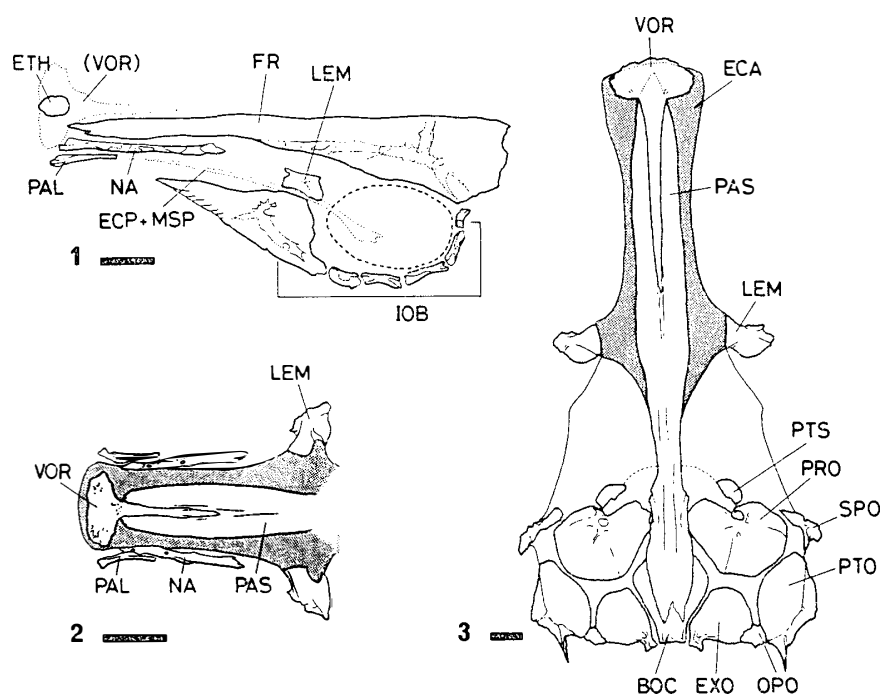 ETH (VOR) FR LEM
PAL NA
ECP+MSP
1
IOB
LEM
VOR
PAL NA PAS
2
VOR
ECA
PAS
LEM
PTS
PRO
SPO
PTO
3
BOC EXO OPO